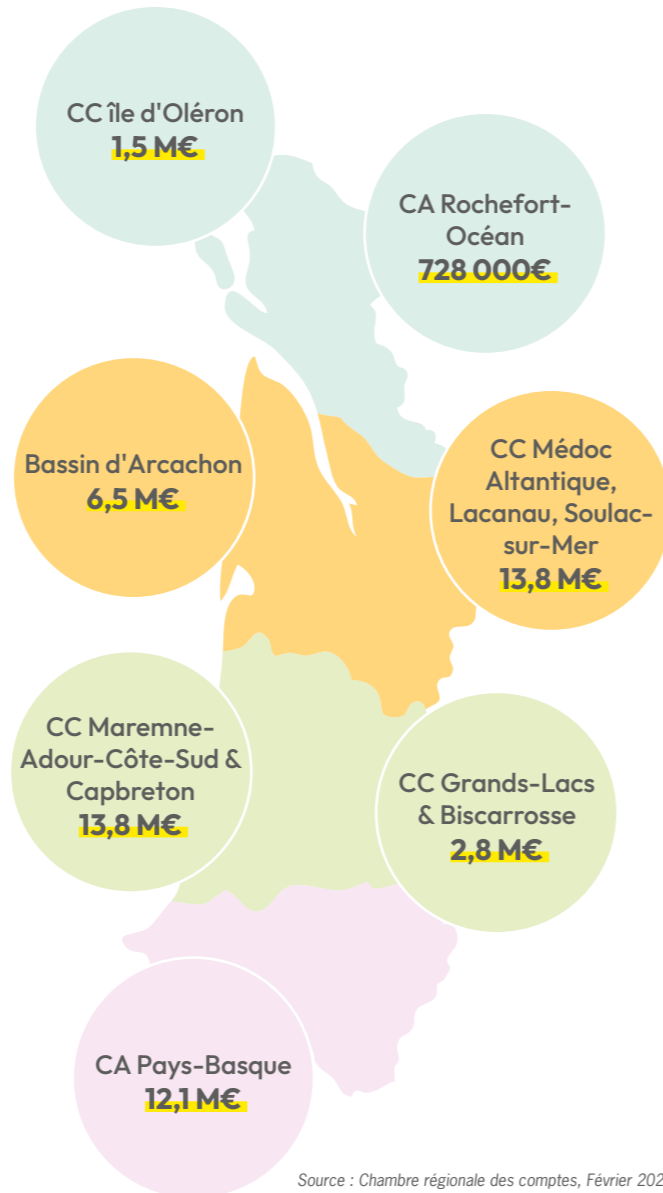 CC île d'Oléron
1,5 M€
CA Rochefort-
Océan
728 000€
Bassin d'Arcachon
6,5 M€
CC Médoc
Altantique,
Lacanau, Soulac-
sur-Mer
13,8 M€
CC Maremne-
Adour-Côte-Sud &
Capbreton
13,8 M€
CC Grands-Lacs
& Biscarrosse
2,8 M€
CA Pays-Basque
12,1 M€
Source : Chambre régionale des comptes, Février